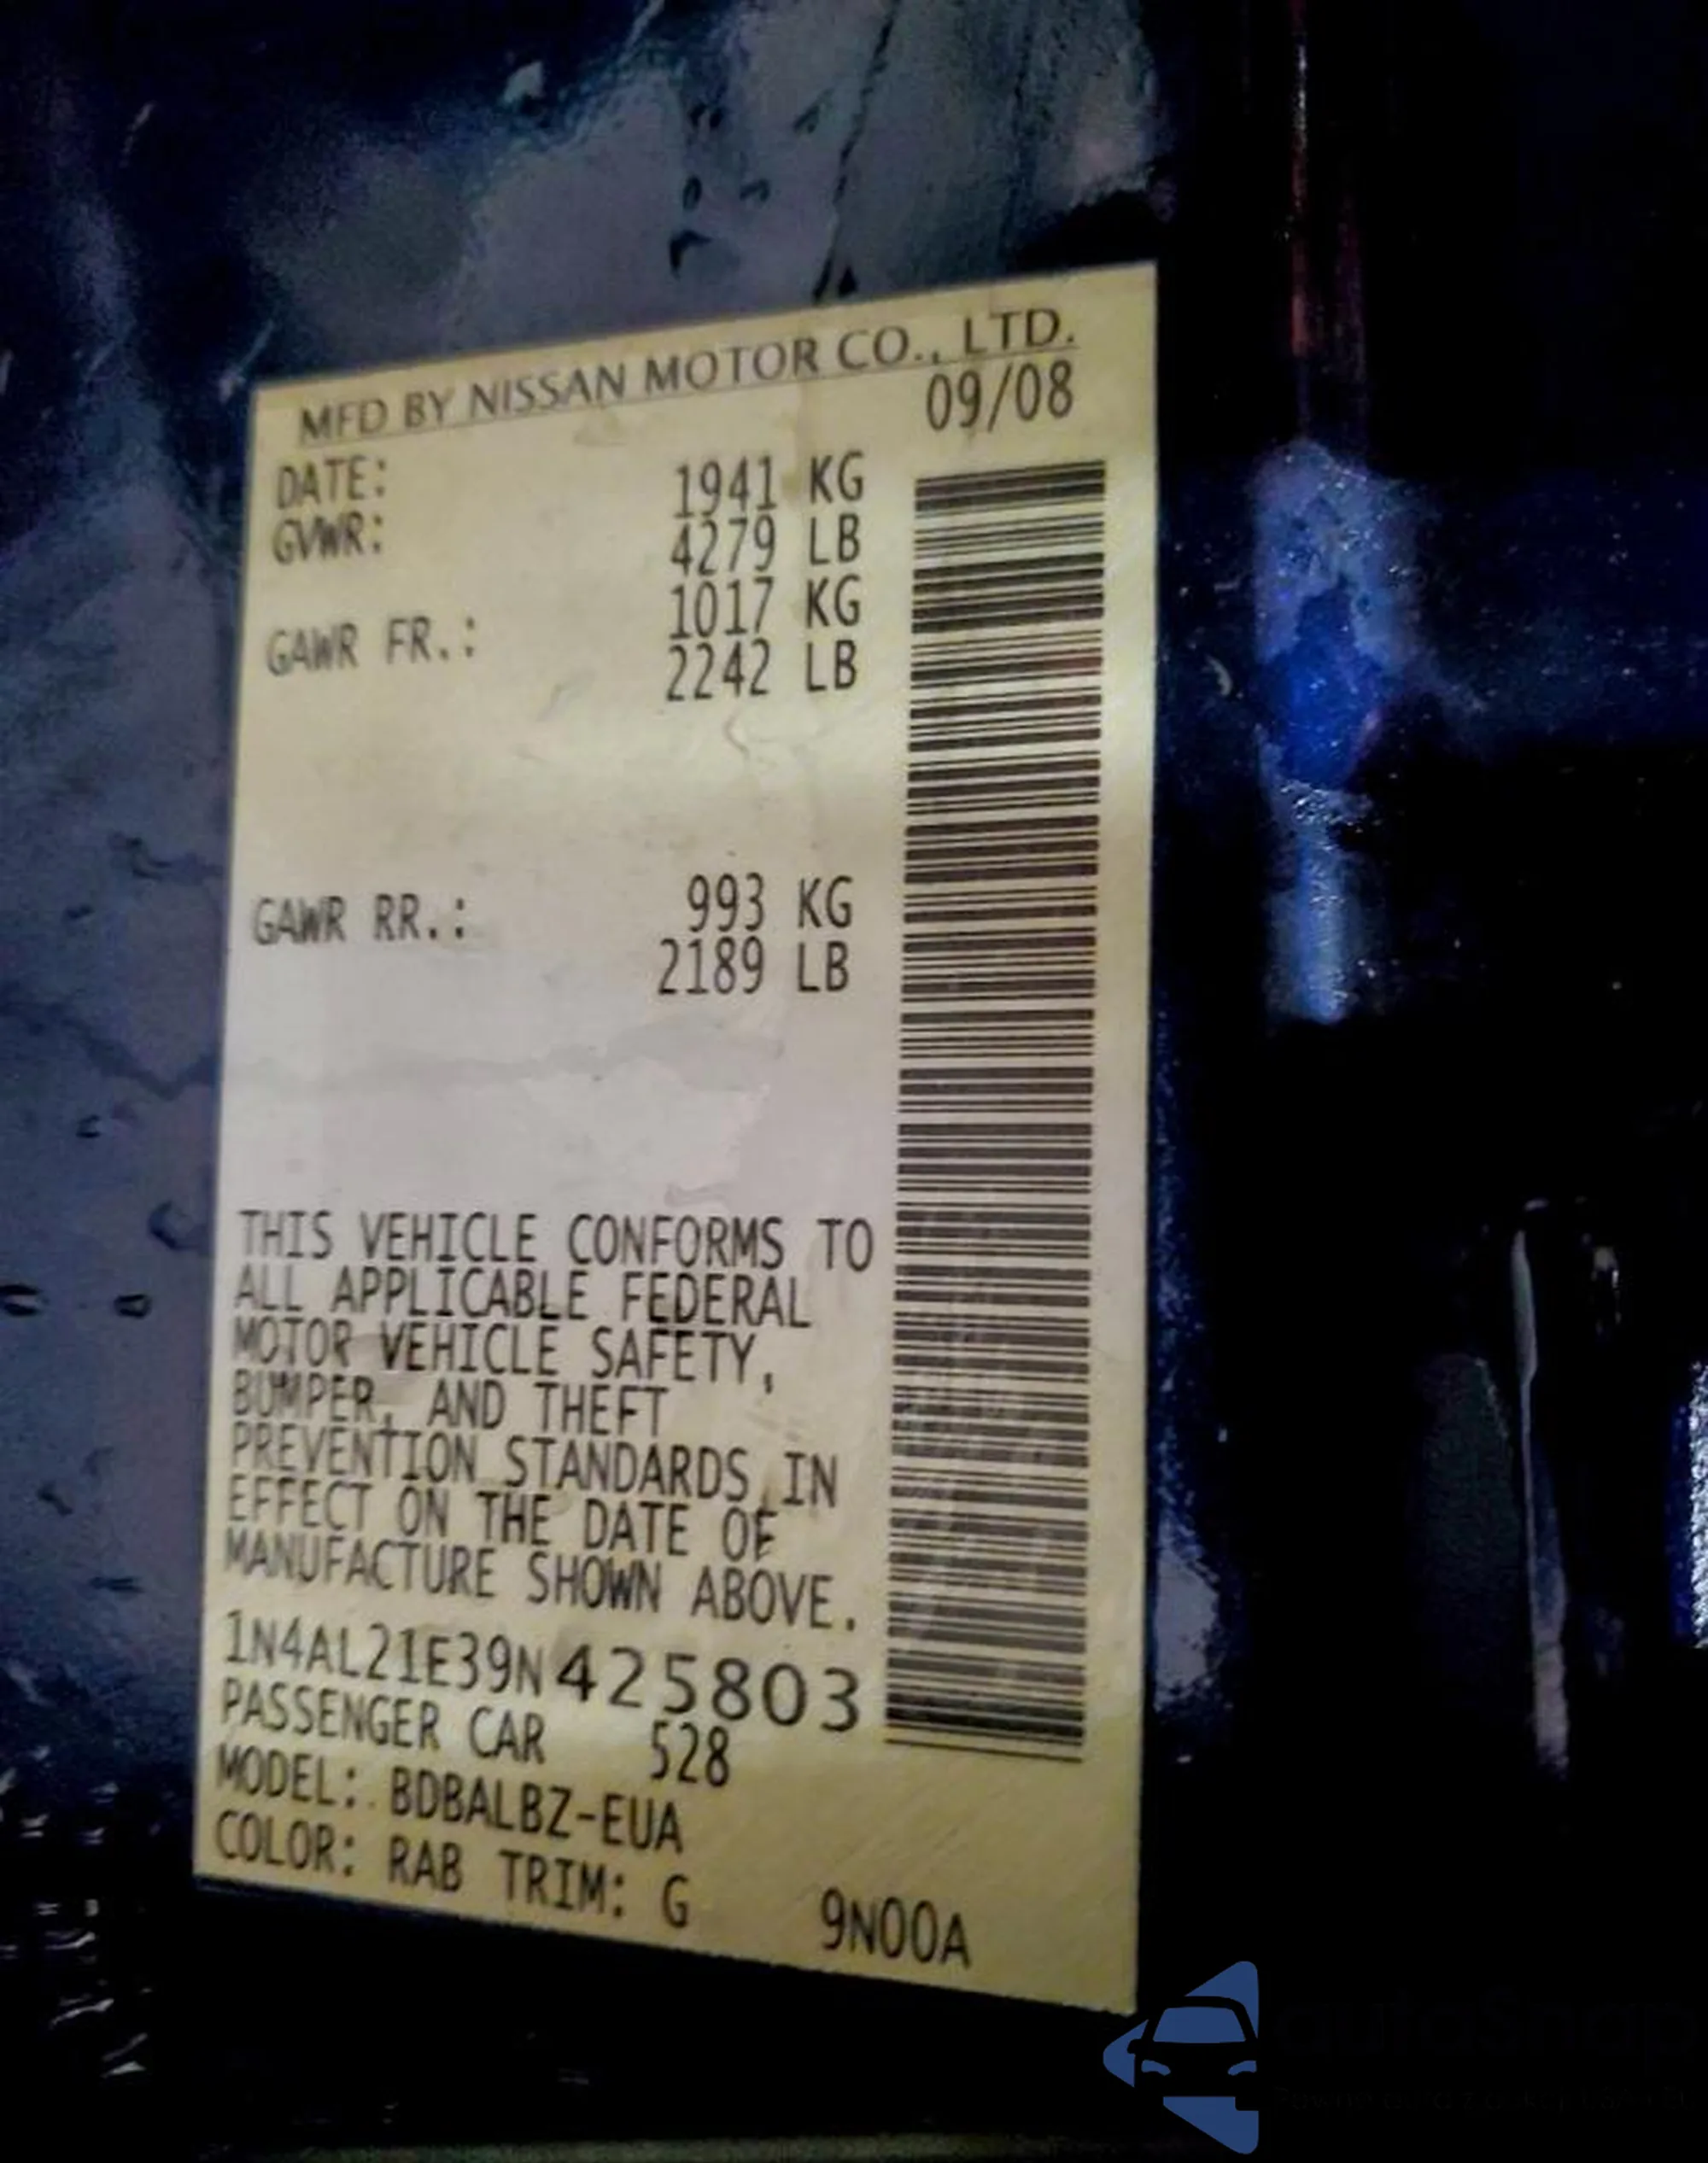 MFD BY NISSAN MOTOR CO., LTD.
DATE: 09/08
GVWR: 1941 KG
4279 LB
GAWR FR.: 1017 KG
2242 LB
GAWR RR.: 993 KG
2189 LB
THIS VEHICLE CONFORMS TO
ALL APPLICABLE FEDERAL
MOTOR VEHICLE SAFETY,
BUMPER, AND THEFT
PREVENTION STANDARDS IN
EFFECT ON THE DATE OF
MANUFACTURE SHOWN ABOVE.
1N4AL21E39N425803
PASSENGER CAR 528
MODEL: BDBALBZ-EUA
COLOR: RAB TRIM: G 9N00A